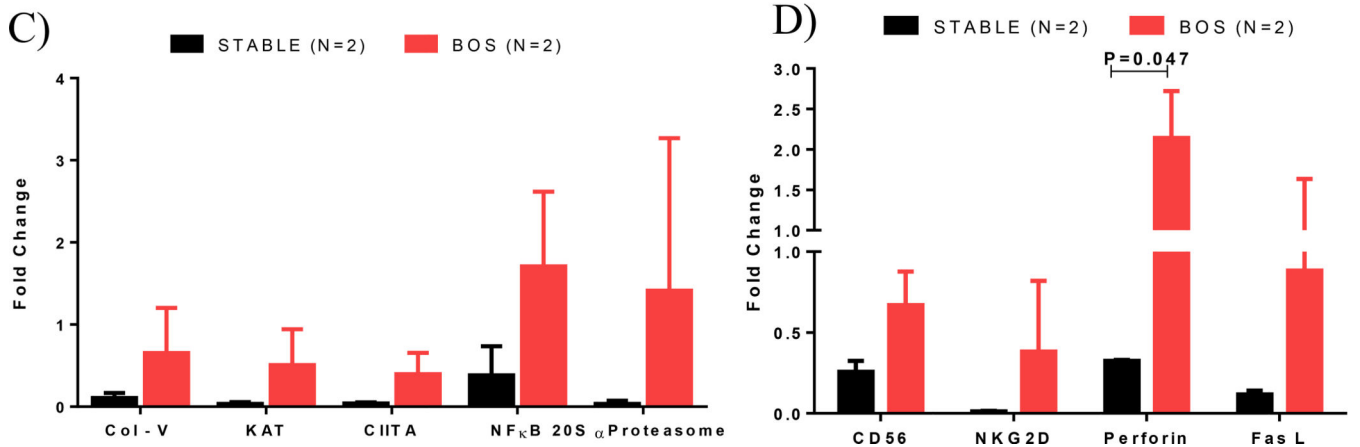 C)
STABLE (N=2) BOS (N=2)
4
3
2
1
0
Fold Change
Col-V KAT CIITA NFκB 20S αProteasome
D)
STABLE (N=2) BOS (N=2)
P=0.047
3.0
2.5
2.0
1.5
1.0
1.0
0.5
0.0
Fold Change
CD56 NKG2D Perforin Fas L